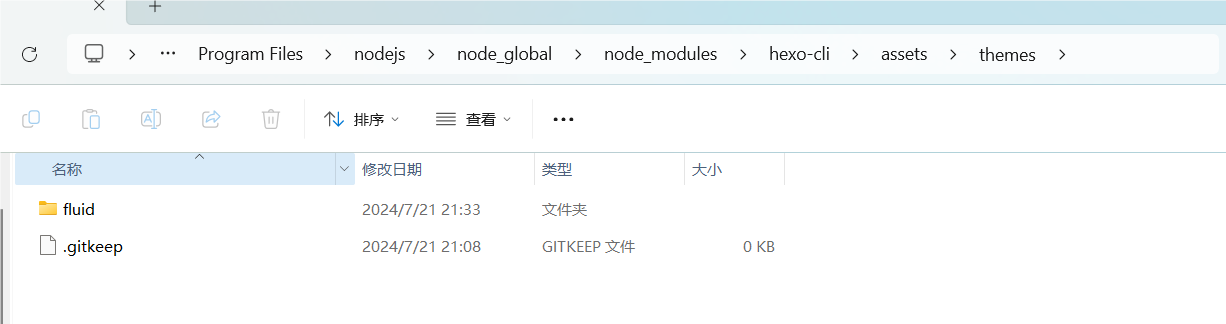 Program Files nodejs node_global node_modules hexo-cli assets themes
排序 查看
名称 修改日期 类型 大小
fluid 2024/7/21 21:33 文件夹
.gitkeep 2024/7/21 21:08 GITKEEP 文件 0 KB